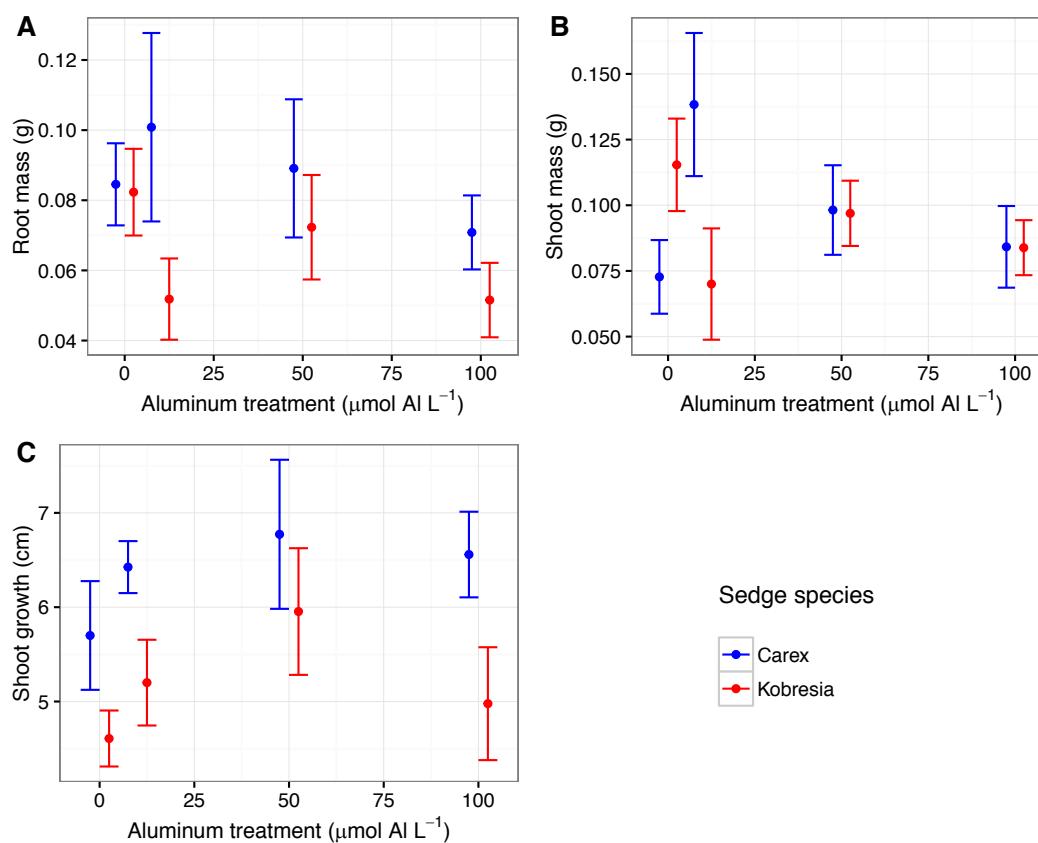 A
0.12
0.10
0.08
0.06
0.04
Root mass (g)
0 25 50 75 100
Aluminum treatment (μmol Al L⁻¹)
B
0.150
0.125
0.100
0.075
0.050
Shoot mass (g)
0 25 50 75 100
Aluminum treatment (μmol Al L⁻¹)
C
7
6
5
Shoot growth (cm)
0 25 50 75 100
Aluminum treatment (μmol Al L⁻¹)
Sedge species
Carex
Kobresia